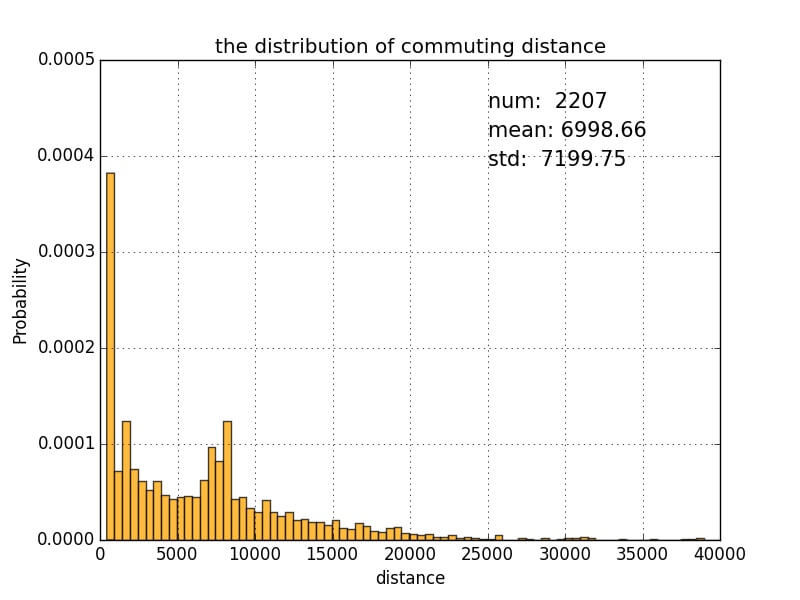 the distribution of commuting distance
0.0005
num:  2207
mean: 6998.66
0.0004
std:  7199.75
0.0003
Probability
0.0002
0.0001
0.0000
0 5000 10000 15000 20000 25000 30000 35000 40000
distance